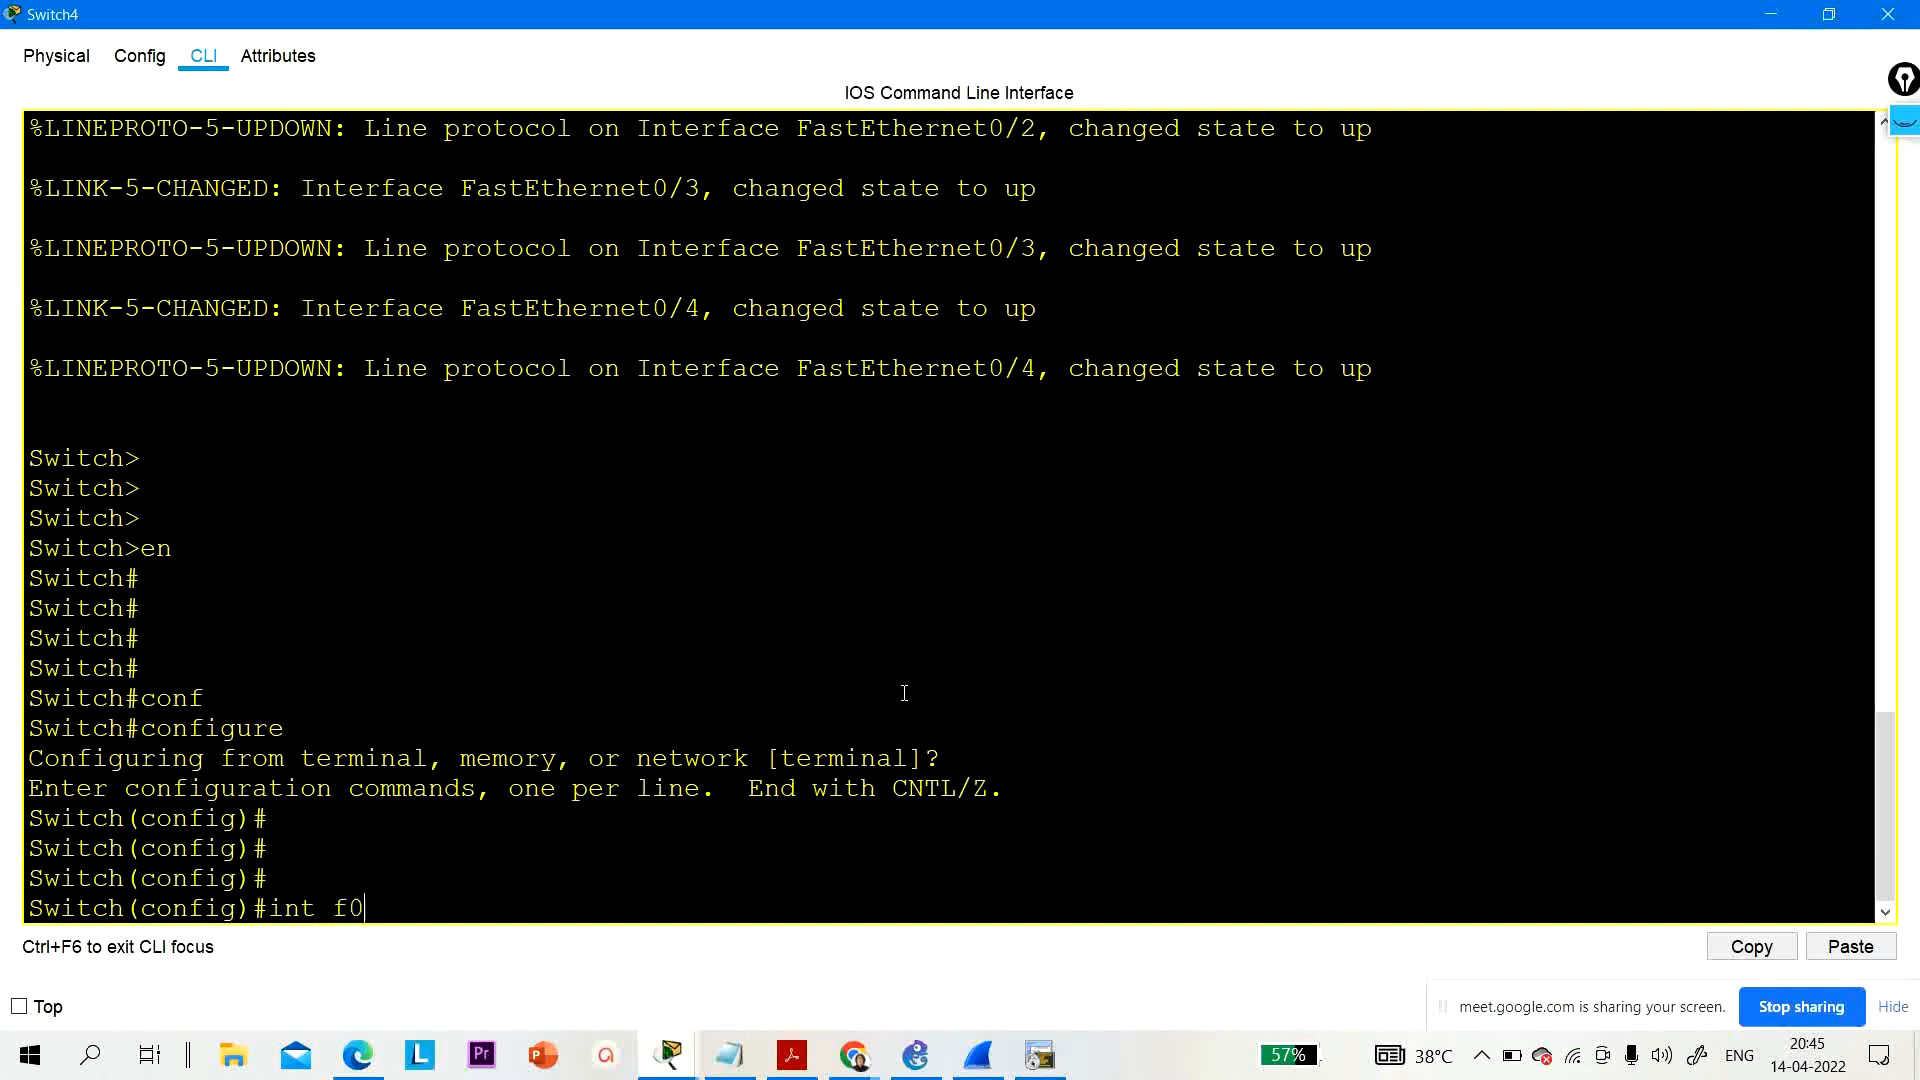 Switch4
Physical Config CLI Attributes
IOS Command Line Interface
%LINEPROTO-5-UPDOWN: Line protocol on Interface FastEthernet0/2, changed state to up
%LINK-5-CHANGED: Interface FastEthernet0/3, changed state to up
%LINEPROTO-5-UPDOWN: Line protocol on Interface FastEthernet0/3, changed state to up
%LINK-5-CHANGED: Interface FastEthernet0/4, changed state to up
%LINEPROTO-5-UPDOWN: Line protocol on Interface FastEthernet0/4, changed state to up
Switch>
Switch>
Switch>
Switch>en
Switch#
Switch#
Switch#
Switch#
Switch#conf
Switch#configure
Configuring from terminal, memory, or network [terminal]?
Enter configuration commands, one per line.  End with CNTL/Z.
Switch(config)#
Switch(config)#
Switch(config)#
Switch(config)#int f0
Ctrl+F6 to exit CLI focus
Copy Paste
Top
meet.google.com is sharing your screen. Stop sharing Hide
L Pr P a 57% 38°C ENG 20:45
14-04-2022